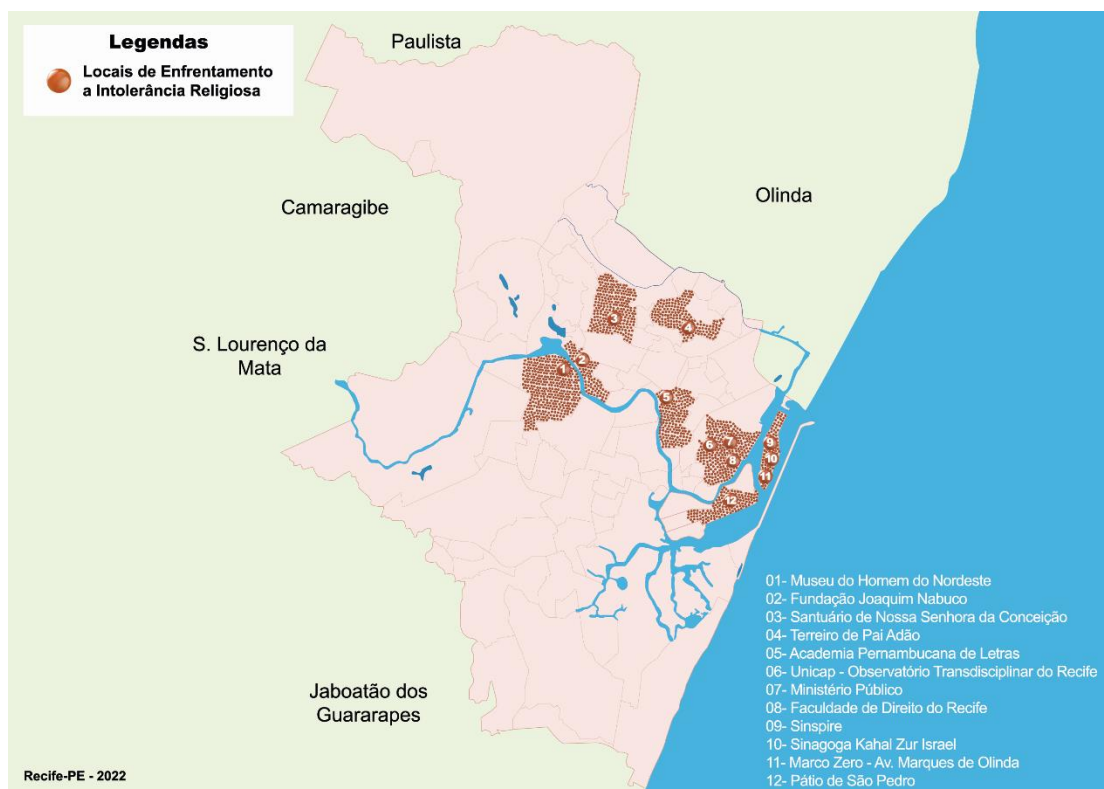 Legendas
Locais de Enfrentamento
a Intolerância Religiosa
Paulista
Olinda
Camaragibe
S. Lourenço da
Mata
Jaboatão dos
Guararapes
3
4
1
2
5
6
7
8
9
10
11
12
01- Museu do Homem do Nordeste
02- Fundação Joaquim Nabuco
03- Santuário de Nossa Senhora da Conceição
04- Terreiro de Pai Adão
05- Academia Pernambucana de Letras
06- Unicap - Observatório Transdisciplinar do Recife
07- Ministério Público
08- Faculdade de Direito do Recife
09- Sinspire
10- Sinagoga Kahal Zur Israel
11- Marco Zero - Av. Marques de Olinda
12- Pátio de São Pedro
Recife-PE - 2022